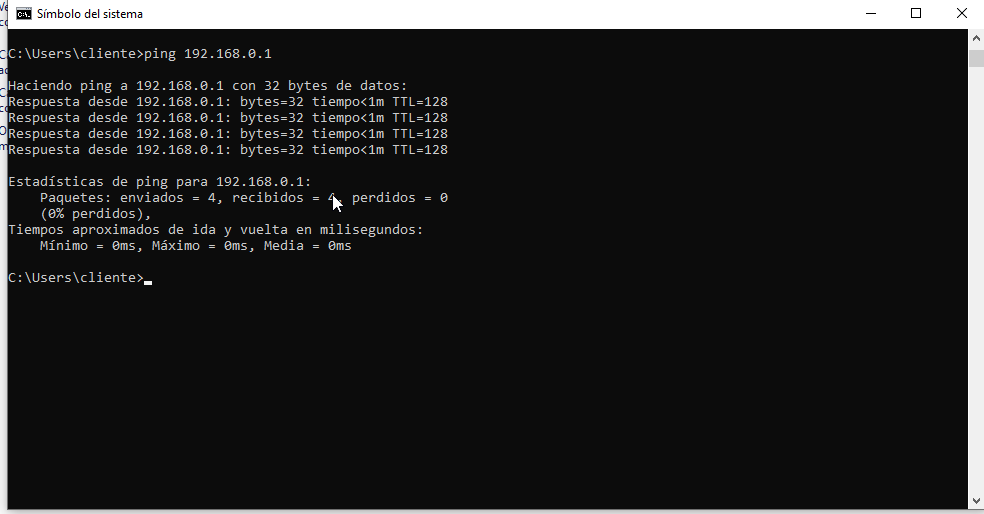 Símbolo del sistema
C:\Users\cliente>ping 192.168.0.1
Haciendo ping a 192.168.0.1 con 32 bytes de datos:
Respuesta desde 192.168.0.1: bytes=32 tiempo<1m TTL=128
Respuesta desde 192.168.0.1: bytes=32 tiempo<1m TTL=128
Respuesta desde 192.168.0.1: bytes=32 tiempo<1m TTL=128
Respuesta desde 192.168.0.1: bytes=32 tiempo<1m TTL=128
Estadísticas de ping para 192.168.0.1:
Paquetes: enviados = 4, recibidos = 4, perdidos = 0
(0% perdidos),
Tiempos aproximados de ida y vuelta en milisegundos:
Mínimo = 0ms, Máximo = 0ms, Media = 0ms
C:\Users\cliente>